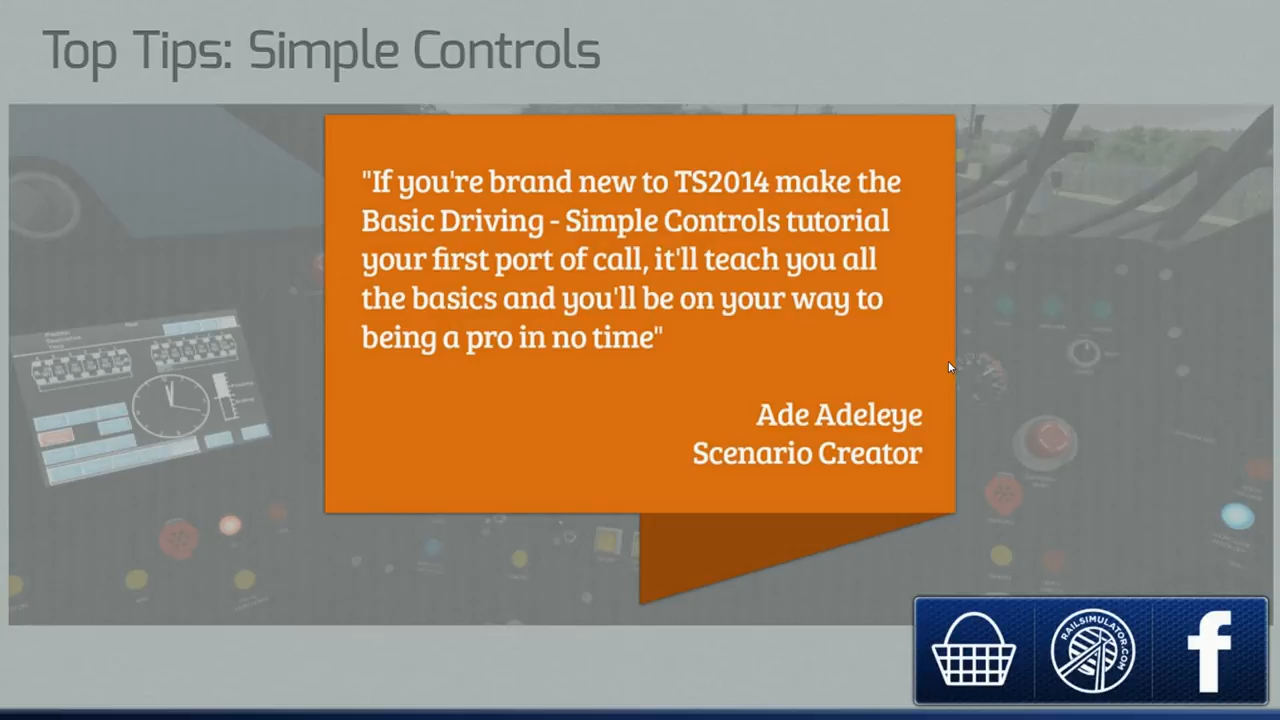 Top Tips: Simple Controls
"If you're brand new to TS2014 make the
Basic Driving - Simple Controls tutorial
your first port of call, it'll teach you all
the basics and you'll be on your way to
being a pro in no time"
Ade Adeleye
Scenario Creator
RAILSIMULATOR.COM
f